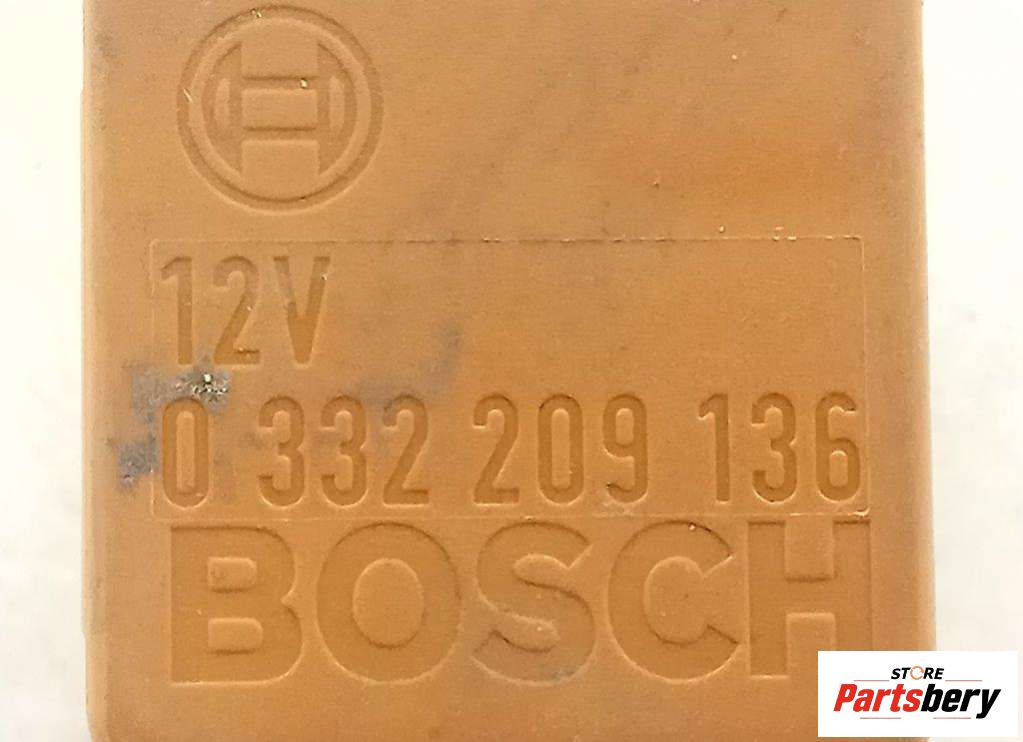 12V
0 332 209 136
BOSCH
STORE
Partsbery